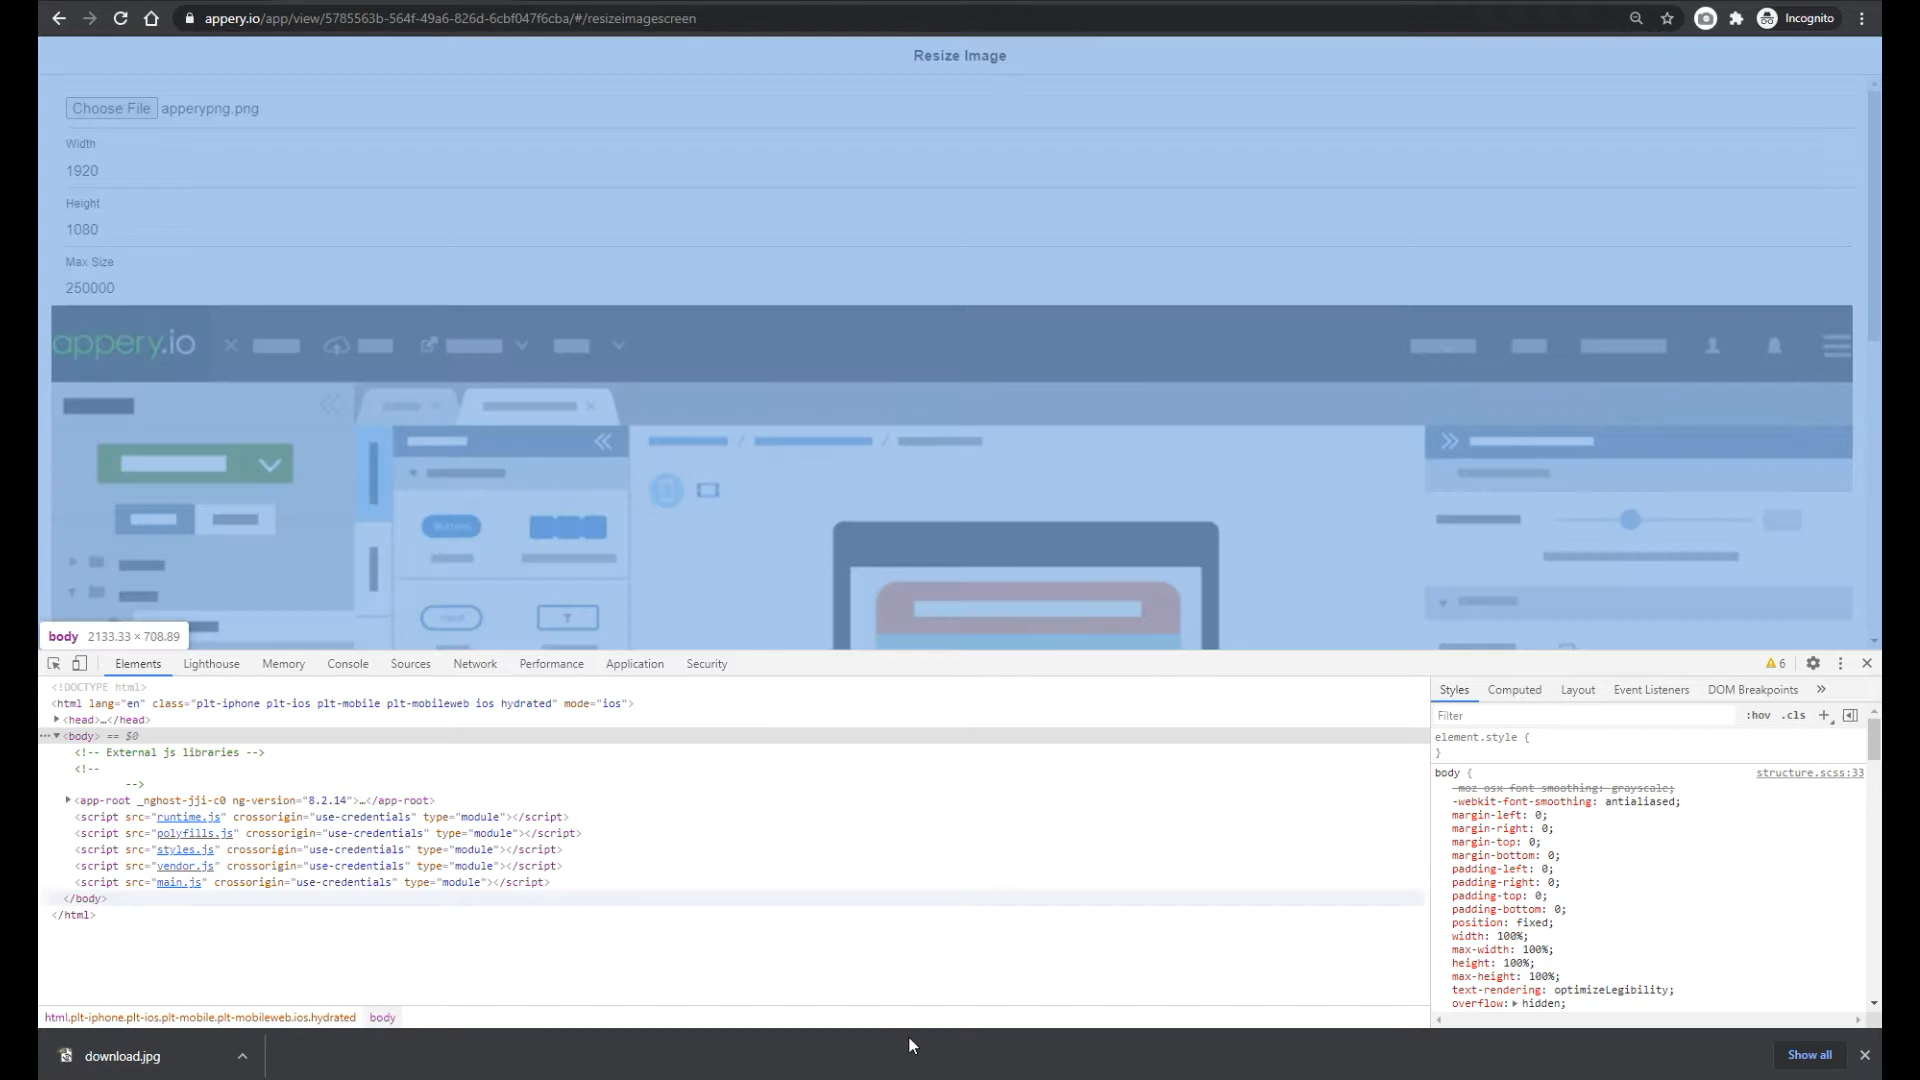 appery.io/app/view/5785563b-564f-49a6-826d-6cbf047f6cba/#/resizeimagescreen
Incognito
Resize Image
Choose File apperypng.png
Width
1920
Height
1080
Max Size
250000
appery.io
Buttons
T
body 2133.33 × 708.89
Elements Lighthouse Memory Console Sources Network Performance Application Security
6
<!DOCTYPE html>
<html lang="en" class="plt-iphone plt-ios plt-mobile plt-mobileweb ios hydrated" mode="ios">
<head>…</head>
<body> == $0
<!-- External js libraries -->
<!--
-->
<app-root _nghost-jji-c0 ng-version="8.2.14">…</app-root>
<script src="runtime.js" crossorigin="use-credentials" type="module"></script>
<script src="polyfills.js" crossorigin="use-credentials" type="module"></script>
<script src="styles.js" crossorigin="use-credentials" type="module"></script>
<script src="vendor.js" crossorigin="use-credentials" type="module"></script>
<script src="main.js" crossorigin="use-credentials" type="module"></script>
</body>
</html>
html.plt-iphone.plt-ios.plt-mobile.plt-mobileweb.ios.hydrated body
Styles Computed Layout Event Listeners DOM Breakpoints »
Filter :hov .cls +
element.style {
}
body { structure.scss:33
-moz-osx-font-smoothing: grayscale;
-webkit-font-smoothing: antialiased;
margin-left: 0;
margin-right: 0;
margin-top: 0;
margin-bottom: 0;
padding-left: 0;
padding-right: 0;
padding-top: 0;
padding-bottom: 0;
position: fixed;
width: 100%;
max-width: 100%;
height: 100%;
max-height: 100%;
text-rendering: optimizeLegibility;
overflow: hidden;
download.jpg
Show all